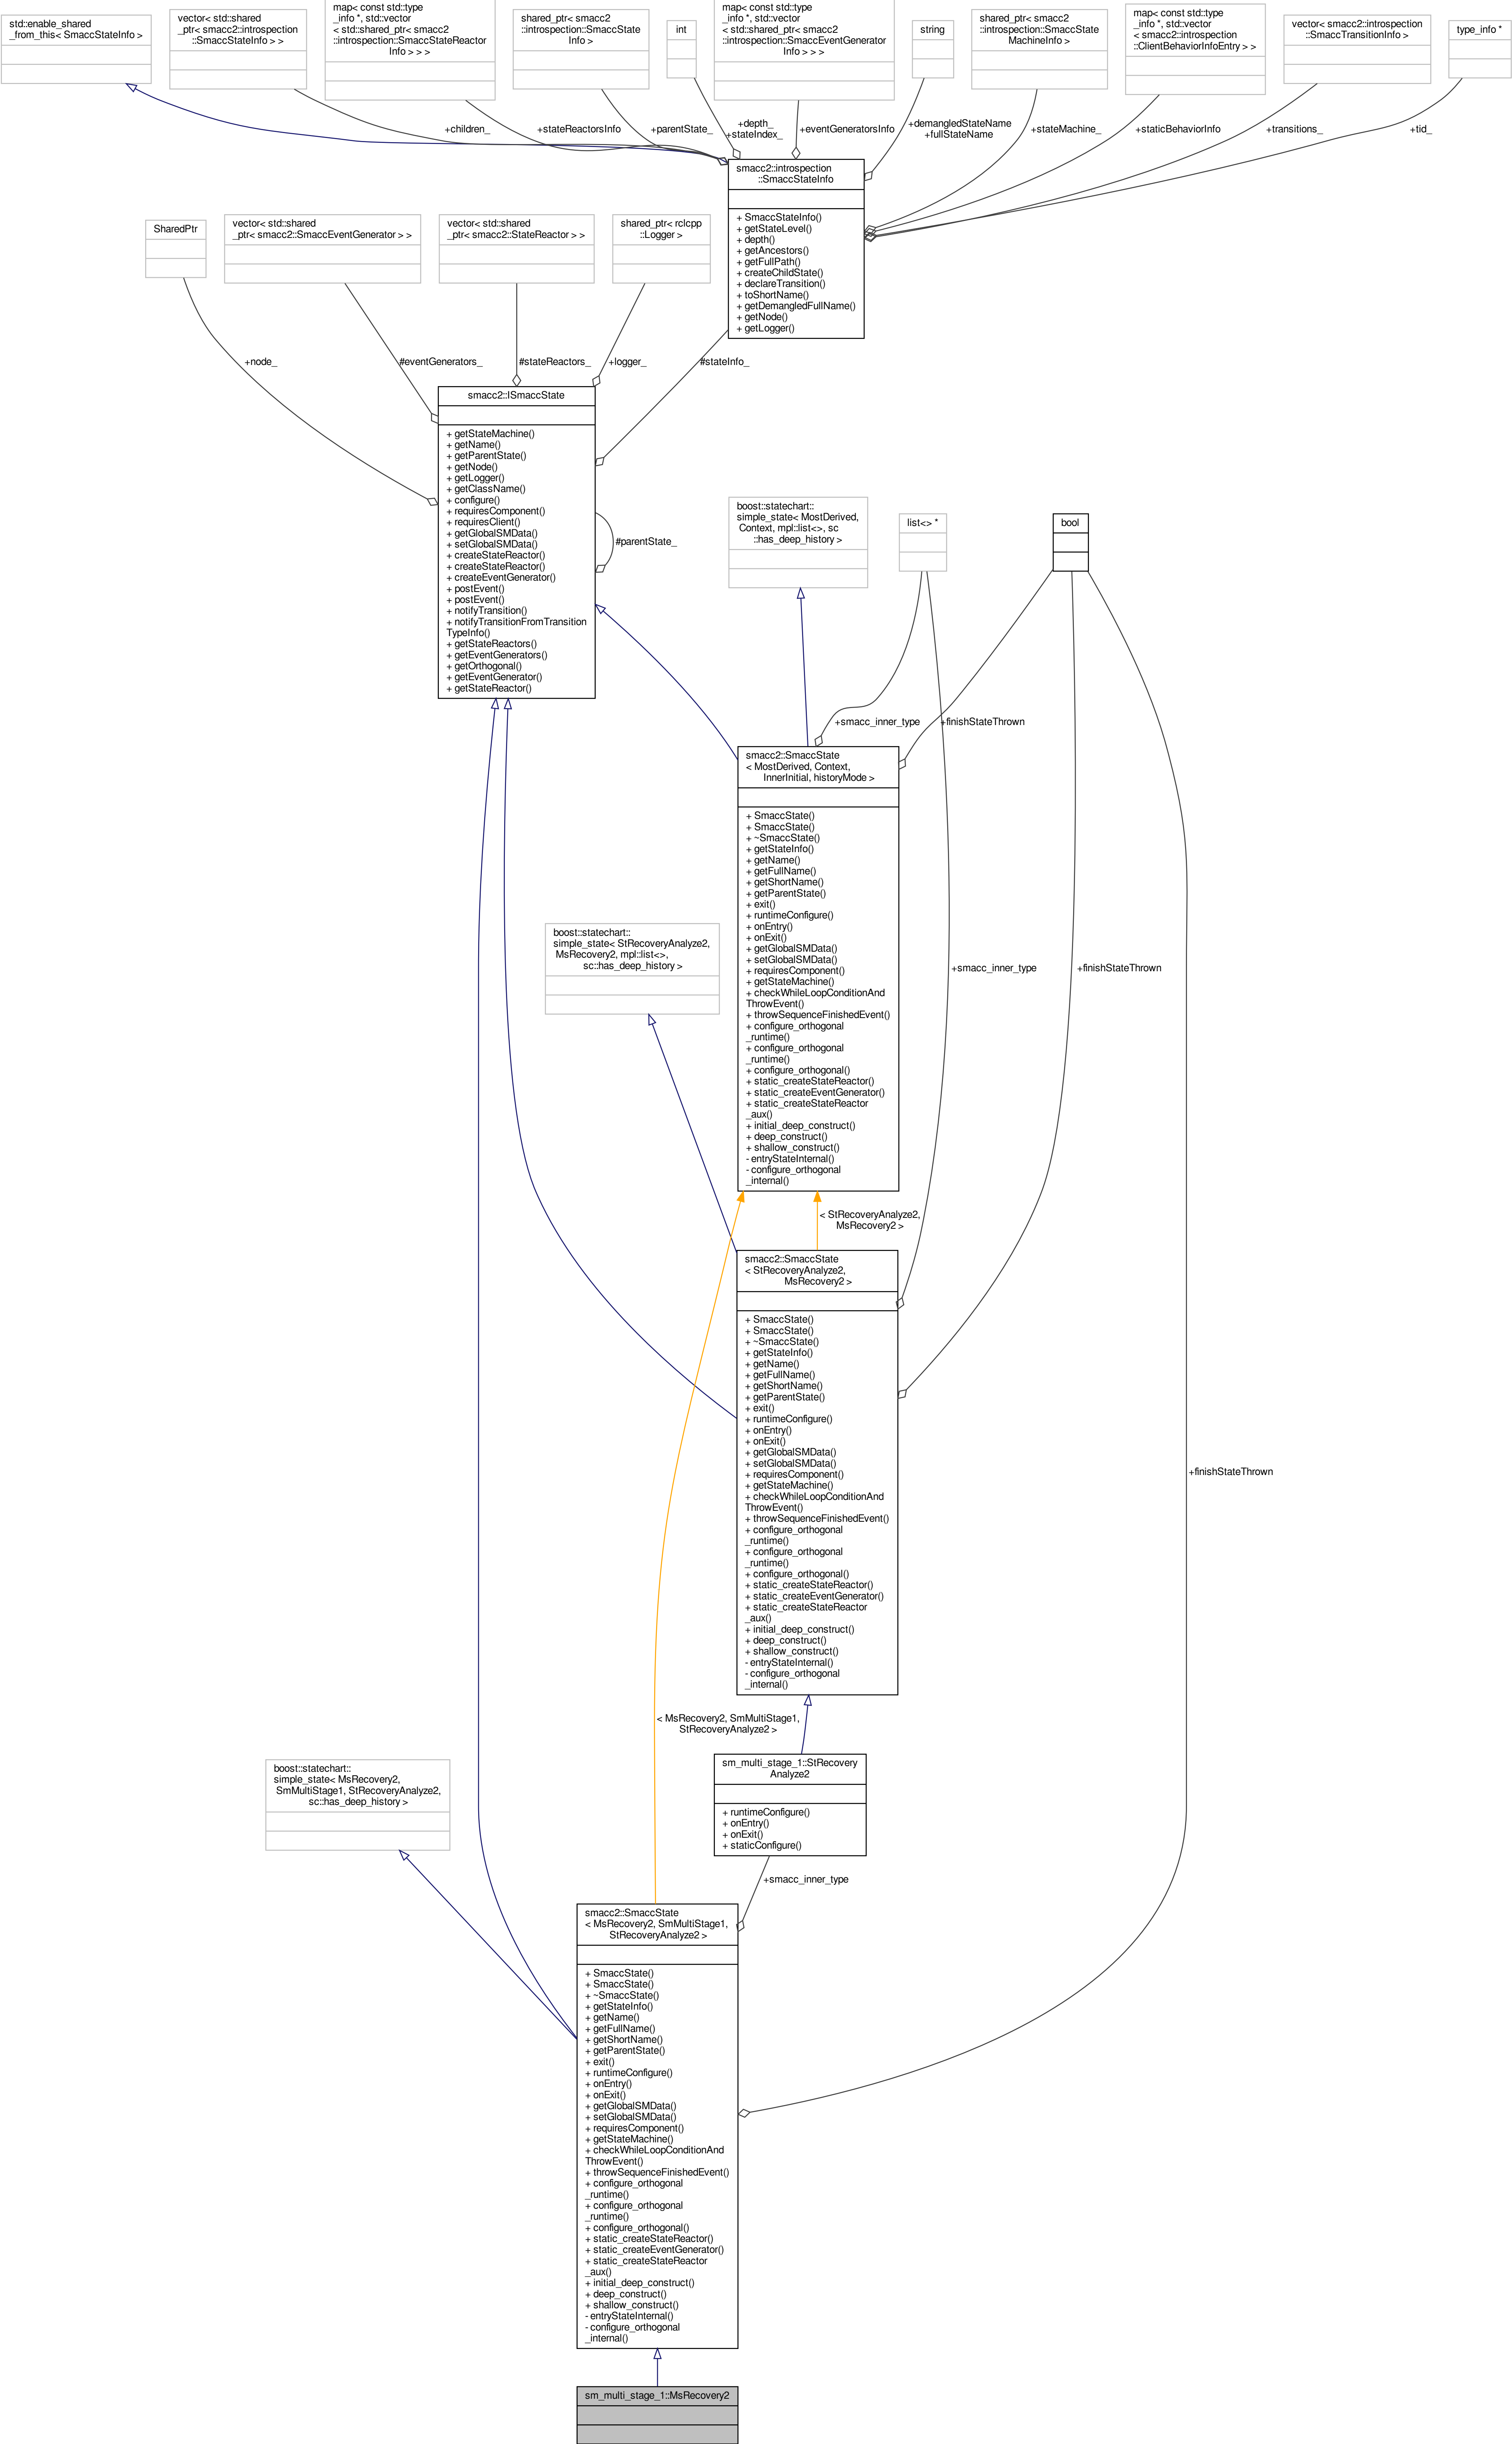 std::enable_shared
_from_this< SmaccStateInfo >
vector< std::shared
_ptr< smacc2::introspection
::SmaccStateInfo > >
map< const std::type
_info *, std::vector
< std::shared_ptr< smacc2
::introspection::SmaccStateReactor
Info > > >
shared_ptr< smacc2
::introspection::SmaccState
Info >
int
map< const std::type
_info *, std::vector
< std::shared_ptr< smacc2
::introspection::SmaccEventGenerator
Info > > >
string
shared_ptr< smacc2
::introspection::SmaccState
MachineInfo >
map< const std::type
_info *, std::vector
< smacc2::introspection
::ClientBehaviorInfoEntry > >
vector< smacc2::introspection
::SmaccTransitionInfo >
type_info *
+children_
+stateReactorsInfo
+parentState_
+depth_
+stateIndex_
+eventGeneratorsInfo
+demangledStateName
+fullStateName
+stateMachine_
+staticBehaviorInfo
+transitions_
+tid_
smacc2::introspection
::SmaccStateInfo
+ SmaccStateInfo()
+ getStateLevel()
+ depth()
+ getAncestors()
+ getFullPath()
+ createChildState()
+ declareTransition()
+ toShortName()
+ getDemangledFullName()
+ getNode()
+ getLogger()
SharedPtr
vector< std::shared
_ptr< smacc2::SmaccEventGenerator > >
vector< std::shared
_ptr< smacc2::StateReactor > >
shared_ptr< rclcpp
::Logger >
+node_
#eventGenerators_
#stateReactors_
+logger_
#stateInfo_
smacc2::ISmaccState
+ getStateMachine()
+ getName()
+ getParentState()
+ getNode()
+ getLogger()
+ getClassName()
+ configure()
+ requiresComponent()
+ requiresClient()
+ getGlobalSMData()
+ setGlobalSMData()
+ createStateReactor()
+ createStateReactor()
+ createEventGenerator()
+ postEvent()
+ postEvent()
+ notifyTransition()
+ notifyTransitionFromTransition
TypeInfo()
+ getStateReactors()
+ getEventGenerators()
+ getOrthogonal()
+ getEventGenerator()
+ getStateReactor()
#parentState_
boost::statechart::
simple_state< MostDerived,
Context, mpl::list<>, sc
::has_deep_history >
list<> *
bool
+smacc_inner_type
+finishStateThrown
smacc2::SmaccState
< MostDerived, Context,
InnerInitial, historyMode >
+ SmaccState()
+ SmaccState()
+ ~SmaccState()
+ getStateInfo()
+ getName()
+ getFullName()
+ getShortName()
+ getParentState()
+ exit()
+ runtimeConfigure()
+ onEntry()
+ onExit()
+ getGlobalSMData()
+ setGlobalSMData()
+ requiresComponent()
+ getStateMachine()
+ checkWhileLoopConditionAnd
ThrowEvent()
+ throwSequenceFinishedEvent()
+ configure_orthogonal
_runtime()
+ configure_orthogonal
_runtime()
+ configure_orthogonal()
+ static_createStateReactor()
+ static_createEventGenerator()
+ static_createStateReactor
_aux()
+ initial_deep_construct()
+ deep_construct()
+ shallow_construct()
- entryStateInternal()
- configure_orthogonal
_internal()
boost::statechart::
simple_state< StRecoveryAnalyze2,
MsRecovery2, mpl::list<>,
sc::has_deep_history >
+smacc_inner_type
+finishStateThrown
< StRecoveryAnalyze2,
MsRecovery2 >
smacc2::SmaccState
< StRecoveryAnalyze2,
MsRecovery2 >
+ SmaccState()
+ SmaccState()
+ ~SmaccState()
+ getStateInfo()
+ getName()
+ getFullName()
+ getShortName()
+ getParentState()
+ exit()
+ runtimeConfigure()
+ onEntry()
+ onExit()
+ getGlobalSMData()
+ setGlobalSMData()
+ requiresComponent()
+ getStateMachine()
+ checkWhileLoopConditionAnd
ThrowEvent()
+ throwSequenceFinishedEvent()
+ configure_orthogonal
_runtime()
+ configure_orthogonal
_runtime()
+ configure_orthogonal()
+ static_createStateReactor()
+ static_createEventGenerator()
+ static_createStateReactor
_aux()
+ initial_deep_construct()
+ deep_construct()
+ shallow_construct()
- entryStateInternal()
- configure_orthogonal
_internal()
+finishStateThrown
< MsRecovery2, SmMultiStage1,
StRecoveryAnalyze2 >
boost::statechart::
simple_state< MsRecovery2,
SmMultiStage1, StRecoveryAnalyze2,
sc::has_deep_history >
sm_multi_stage_1::StRecovery
Analyze2
+ runtimeConfigure()
+ onEntry()
+ onExit()
+ staticConfigure()
+smacc_inner_type
smacc2::SmaccState
< MsRecovery2, SmMultiStage1,
StRecoveryAnalyze2 >
+ SmaccState()
+ SmaccState()
+ ~SmaccState()
+ getStateInfo()
+ getName()
+ getFullName()
+ getShortName()
+ getParentState()
+ exit()
+ runtimeConfigure()
+ onEntry()
+ onExit()
+ getGlobalSMData()
+ setGlobalSMData()
+ requiresComponent()
+ getStateMachine()
+ checkWhileLoopConditionAnd
ThrowEvent()
+ throwSequenceFinishedEvent()
+ configure_orthogonal
_runtime()
+ configure_orthogonal
_runtime()
+ configure_orthogonal()
+ static_createStateReactor()
+ static_createEventGenerator()
+ static_createStateReactor
_aux()
+ initial_deep_construct()
+ deep_construct()
+ shallow_construct()
- entryStateInternal()
- configure_orthogonal
_internal()
sm_multi_stage_1::MsRecovery2